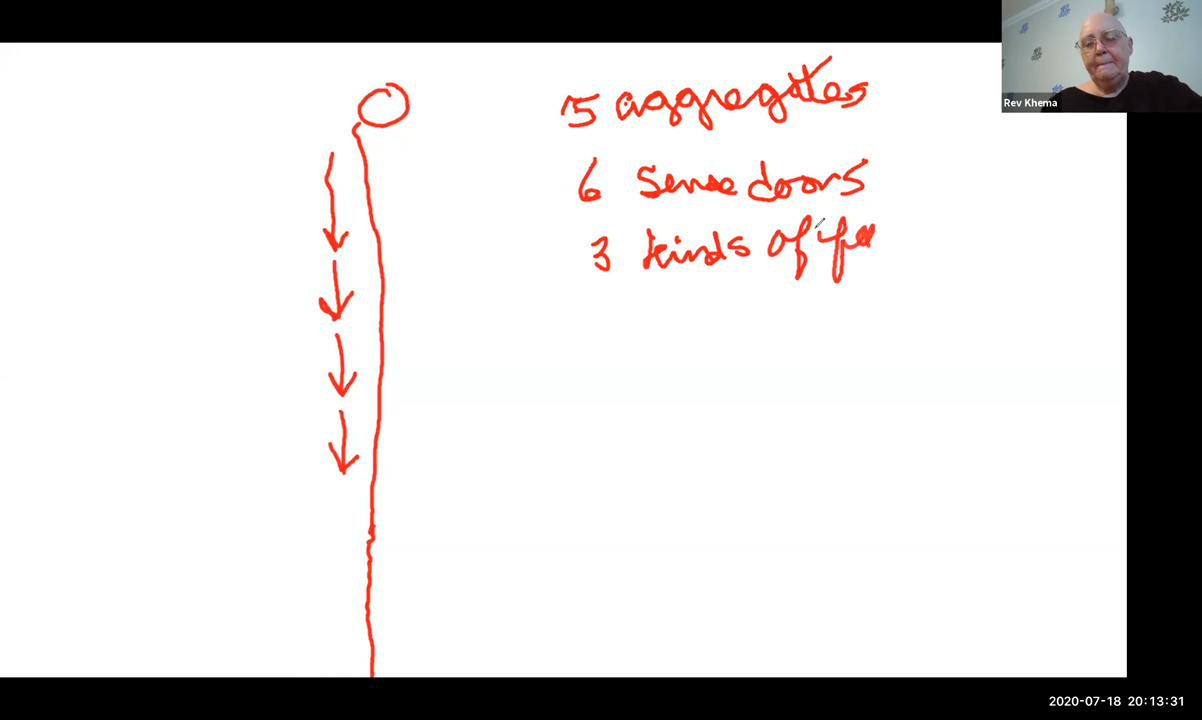 5 aggregates
6 sense doors
3 kinds of
Rev Khema
2020-07-18 20:13:31